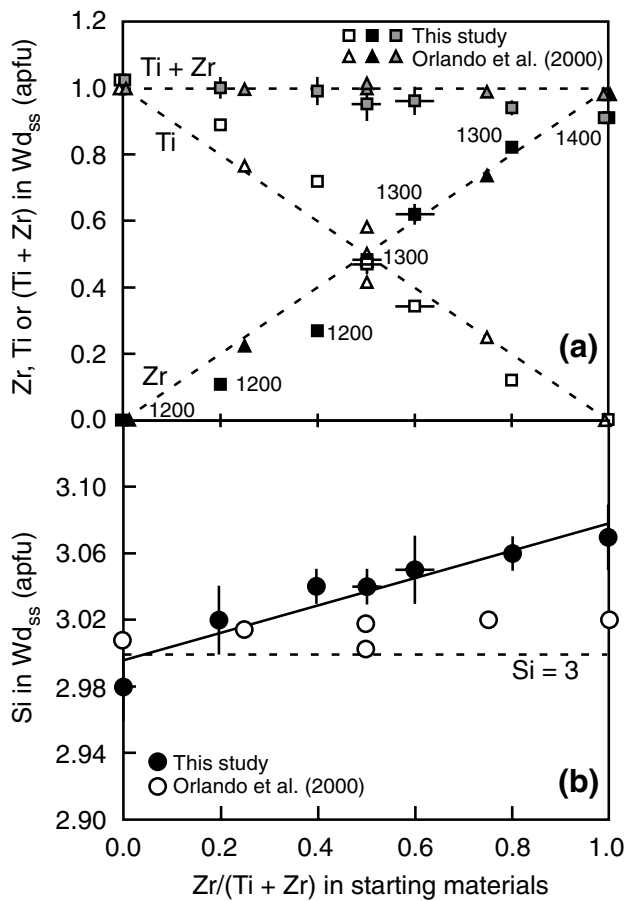 This study
Orlando et al. (2000)
Zr, Ti or (Ti + Zr) in Wdss (apfu)
1.2
1.0
0.8
0.6
0.4
0.2
0.0
Ti + Zr
Ti
Zr
1300
1400
1300
1300
1200
1200
1200
(a)
Si in Wdss (apfu)
3.10
3.06
3.02
2.98
2.94
2.90
Si = 3
This study
Orlando et al. (2000)
(b)
0.0 0.2 0.4 0.6 0.8 1.0
Zr/(Ti + Zr) in starting materials